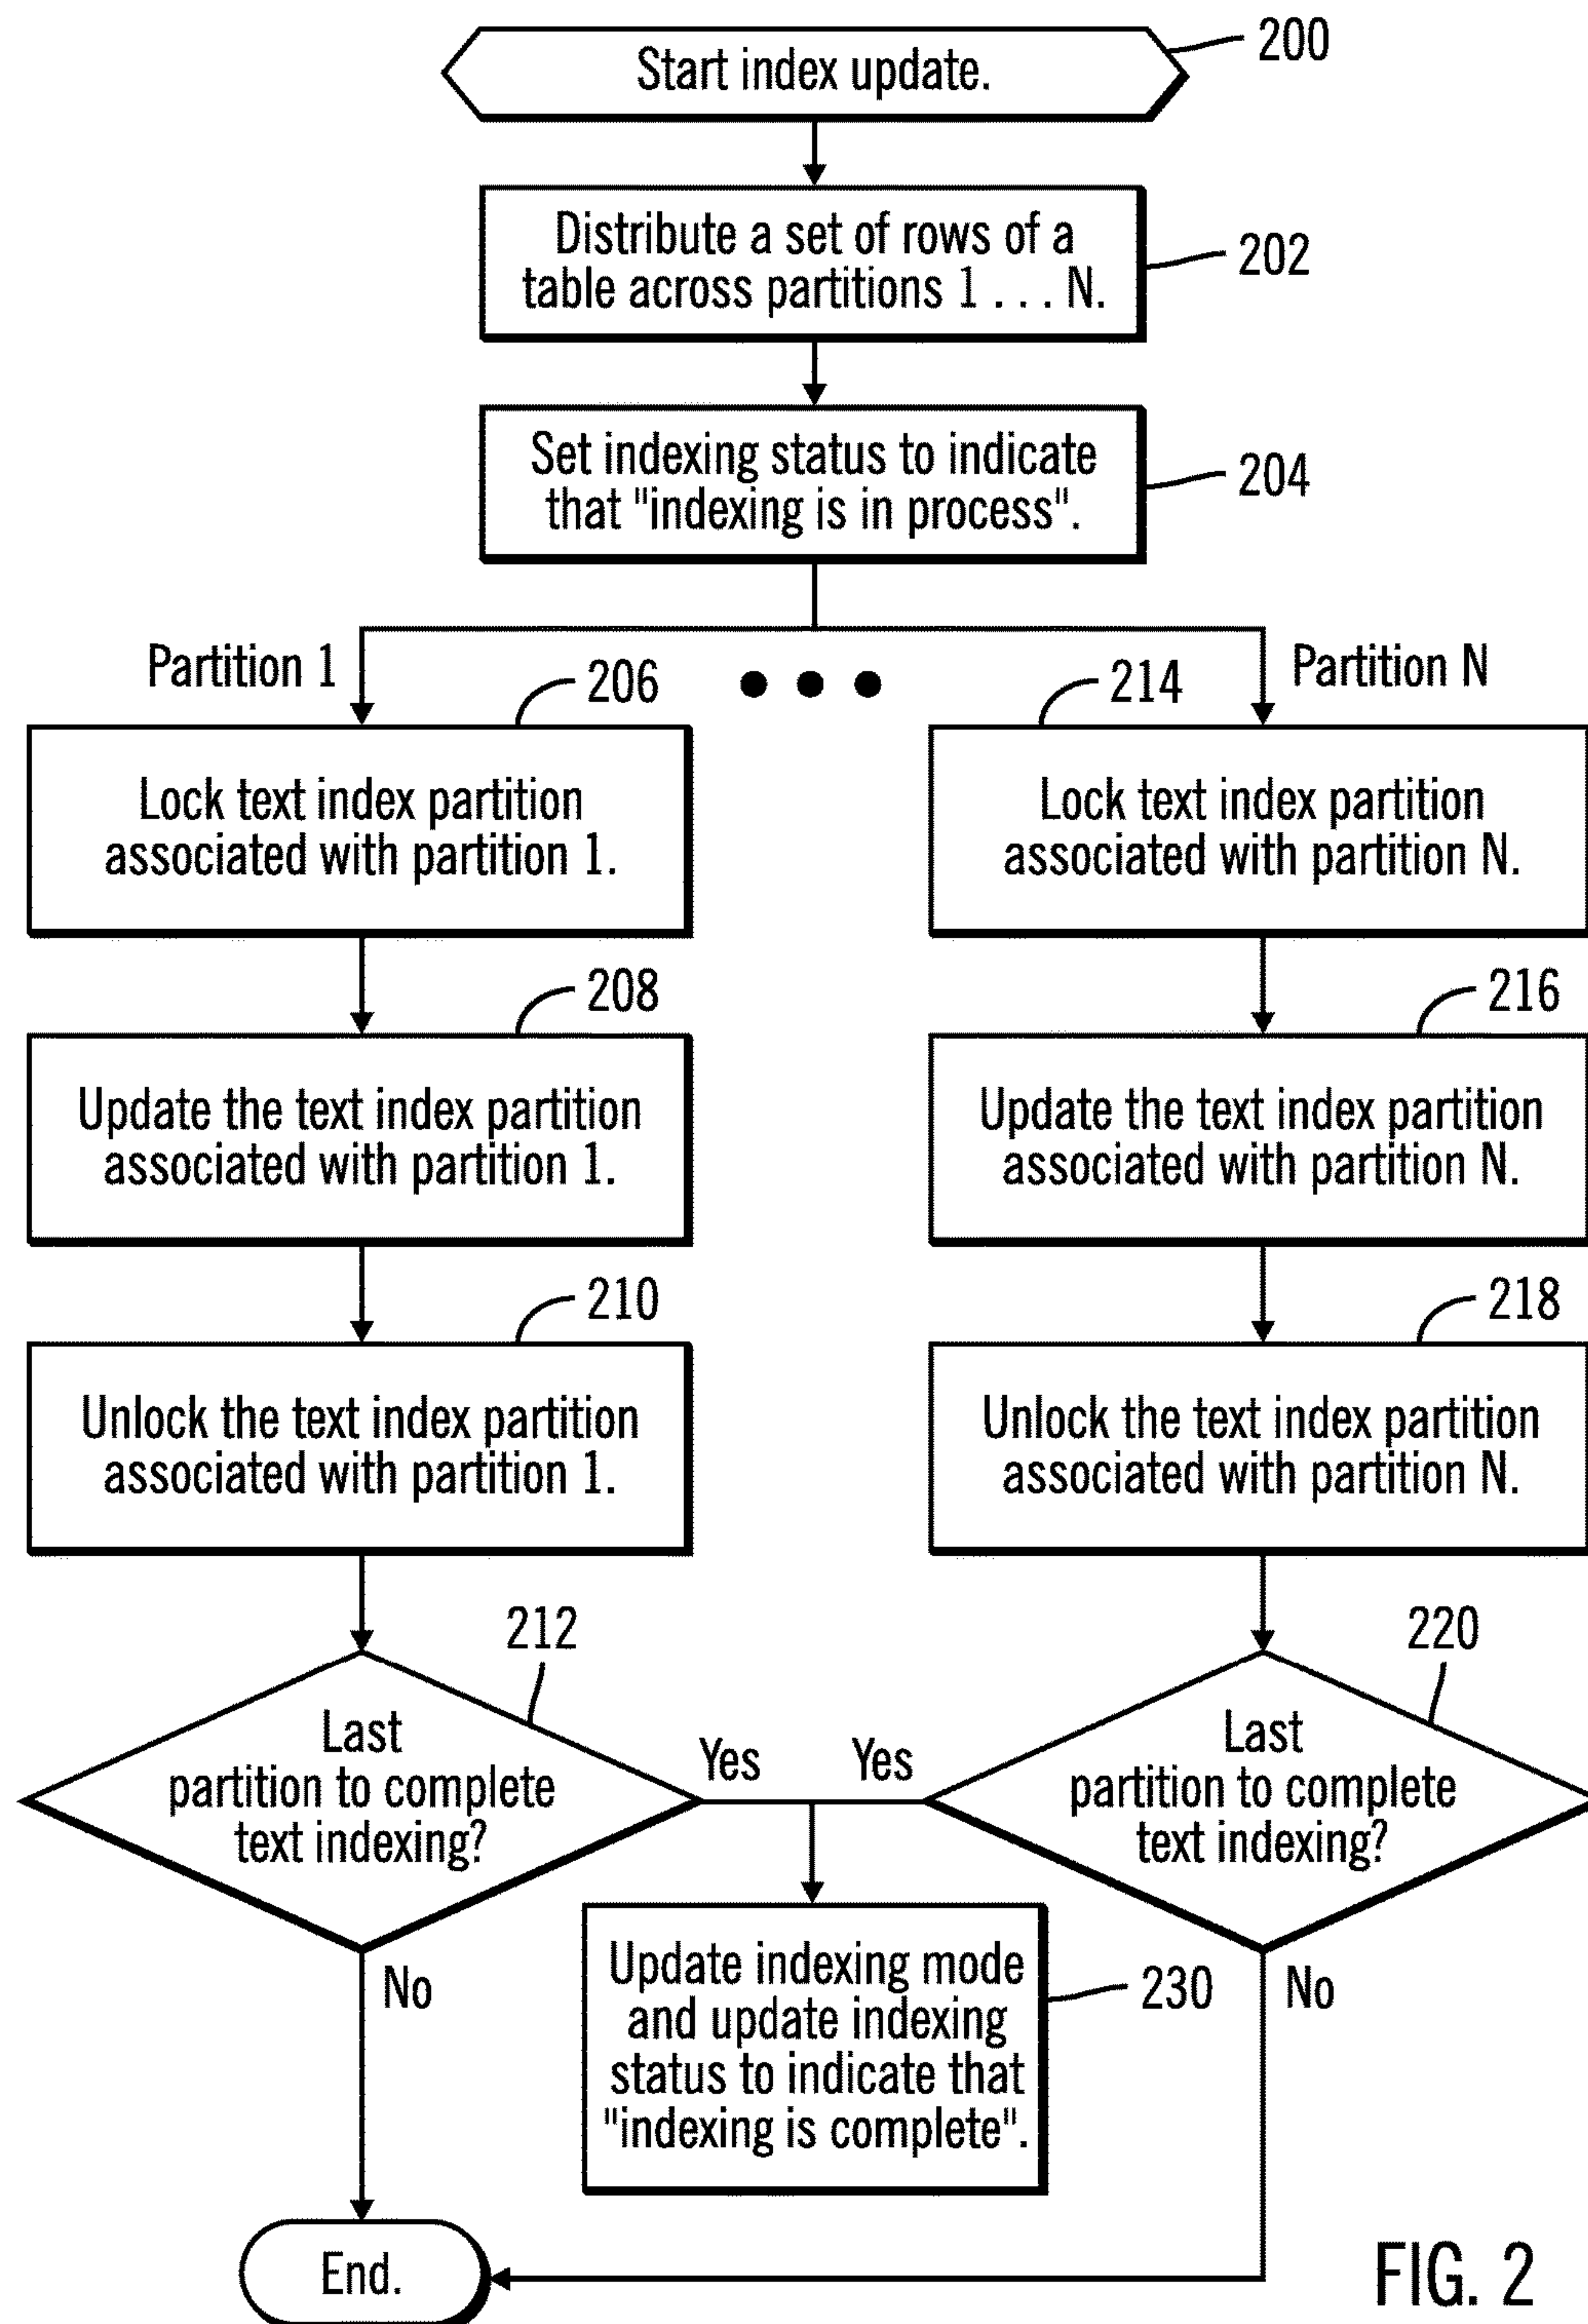 Start index update.
200
Distribute a set of rows of a
table across partitions 1 . . . N.
202
Set indexing status to indicate
that "indexing is in process".
204
Partition 1
206
214
Partition N
Lock text index partition
associated with partition 1.
Lock text index partition
associated with partition N.
208
216
Update the text index partition
associated with partition 1.
Update the text index partition
associated with partition N.
210
218
Unlock the text index partition
associated with partition 1.
Unlock the text index partition
associated with partition N.
212
220
Last
partition to complete
text indexing?
Yes
Yes
Last
partition to complete
text indexing?
No
Update indexing mode
and update indexing
status to indicate that
"indexing is complete".
230
No
End.
FIG. 2